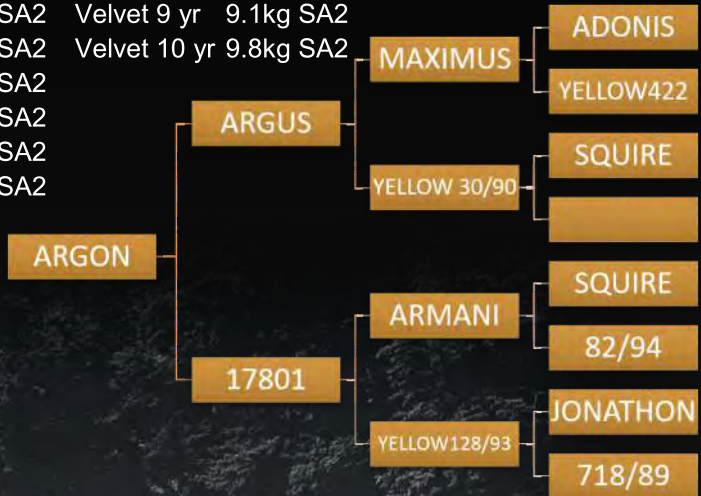 SA2 Velvet 9 yr 9.1kg SA2
SA2 Velvet 10 yr 9.8kg SA2
SA2
SA2
SA2
SA2
ADONIS
MAXIMUS
YELLOW422
ARGUS
SQUIRE
YELLOW 30/90
ARGON
SQUIRE
ARMANI
82/94
17801
JONATHON
YELLOW128/93
718/89